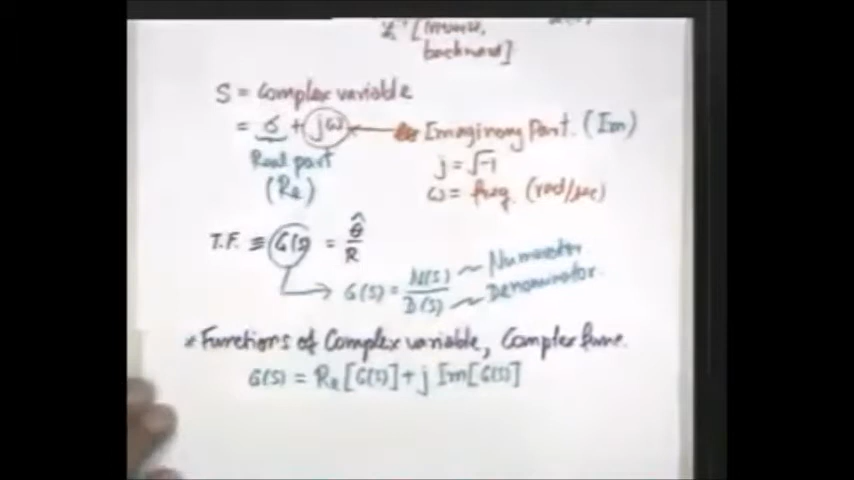 [Inverse,
backward]
S = Complex variable
= σ + jω Imaginary Part. (Im)
Real part j = √-1
(Re) ω = freq. (rad/sec)
T.F. ≡ G(s) = θ̂/R
G(S) = N(S)/D(S) ~ Numerator ~ Denominator.
* Functions of Complex variable, Complex func.
G(S) = Re [G(S)] + j Im [G(S)]